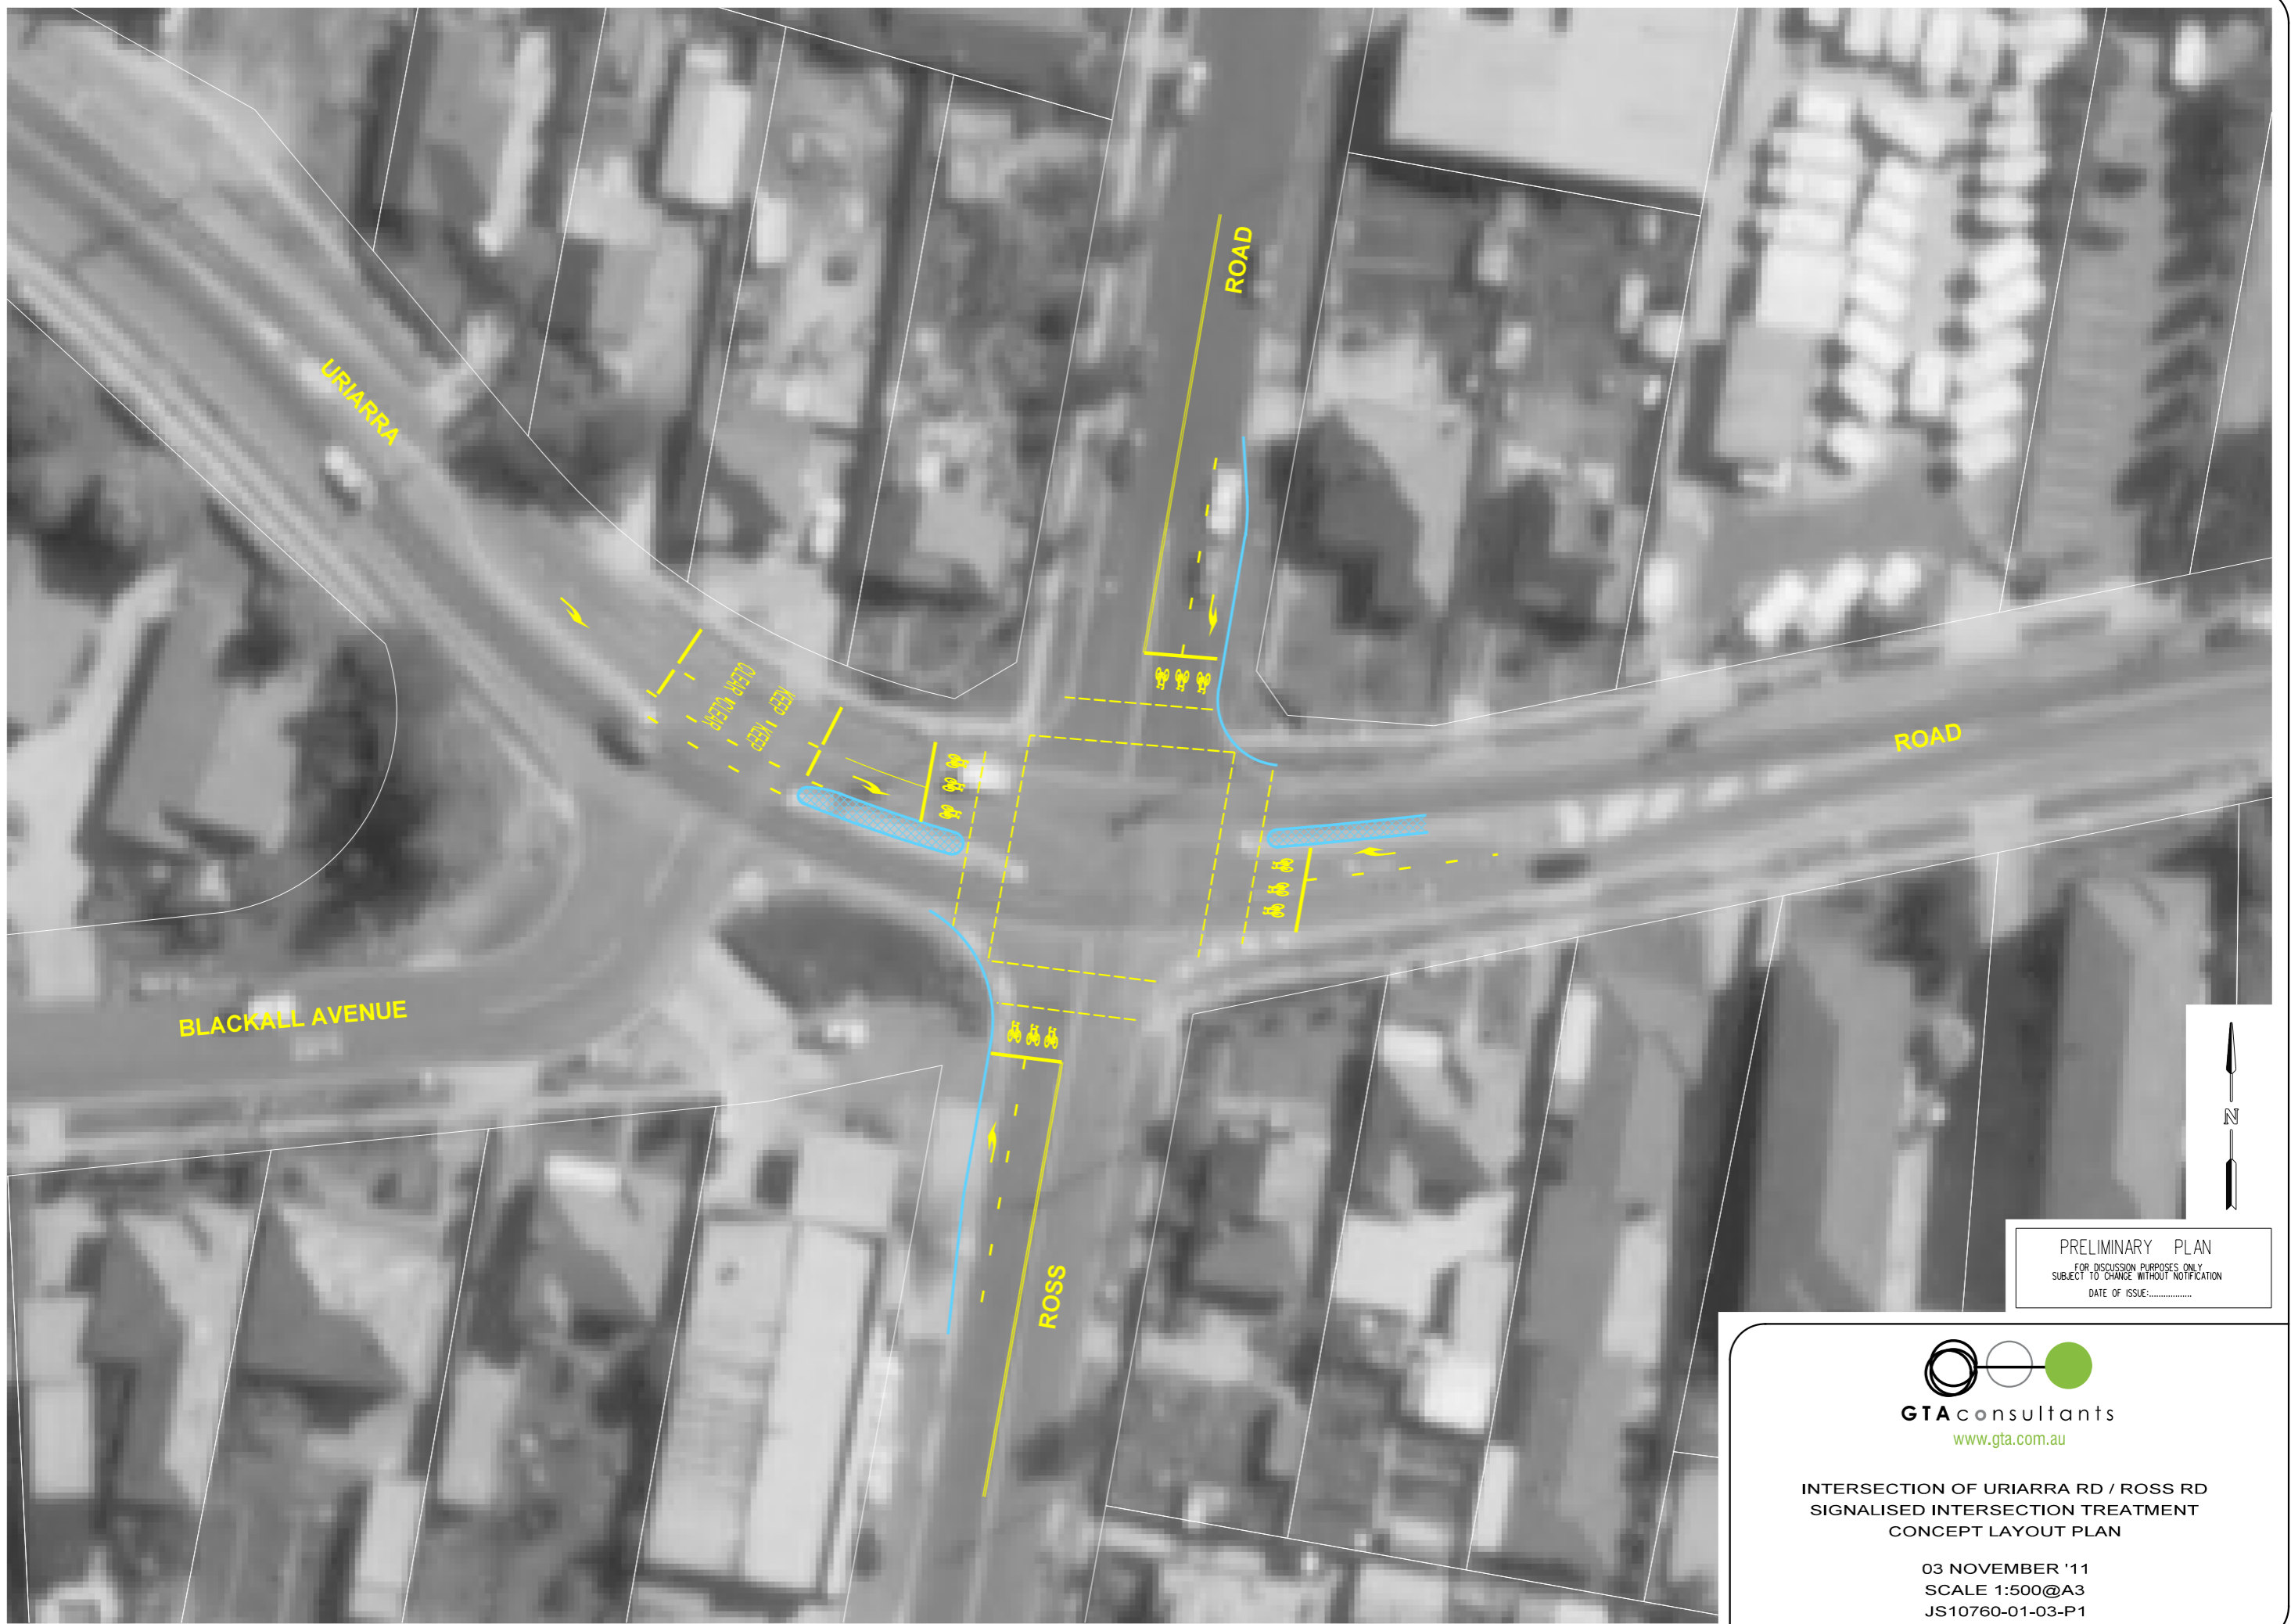 ROAD
URIARRA
CLEAR CLEAR
KEEP KEEP
ROAD
BLACKALL AVENUE
ROSS
N
PRELIMINARY PLAN
FOR DISCUSSION PURPOSES ONLY
SUBJECT TO CHANGE WITHOUT NOTIFICATION
DATE OF ISSUE:.................
GTAconsultants
www.gta.com.au
INTERSECTION OF URIARRA RD / ROSS RD
SIGNALISED INTERSECTION TREATMENT
CONCEPT LAYOUT PLAN
03 NOVEMBER '11
SCALE 1:500@A3
JS10760-01-03-P1